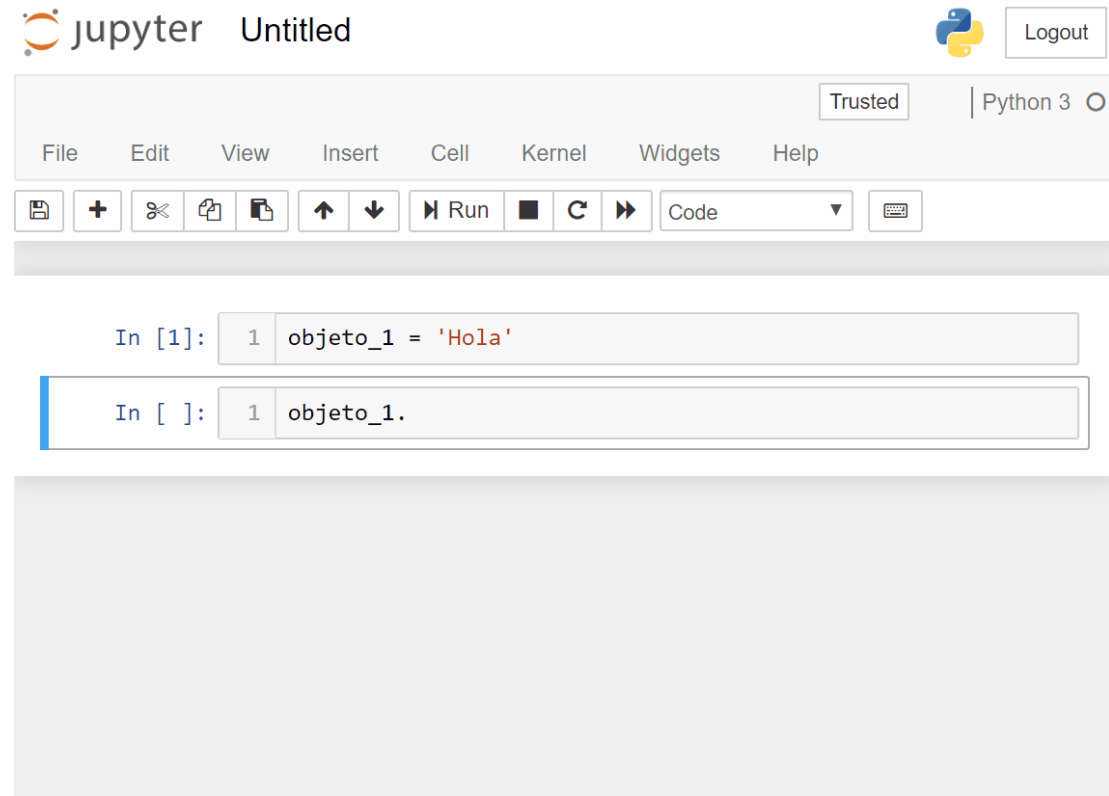 jupyter Untitled Logout
Trusted Python 3
File Edit View Insert Cell Kernel Widgets Help
Run Code
In [1]: 1 objeto_1 = 'Hola'
In [ ]: 1 objeto_1.